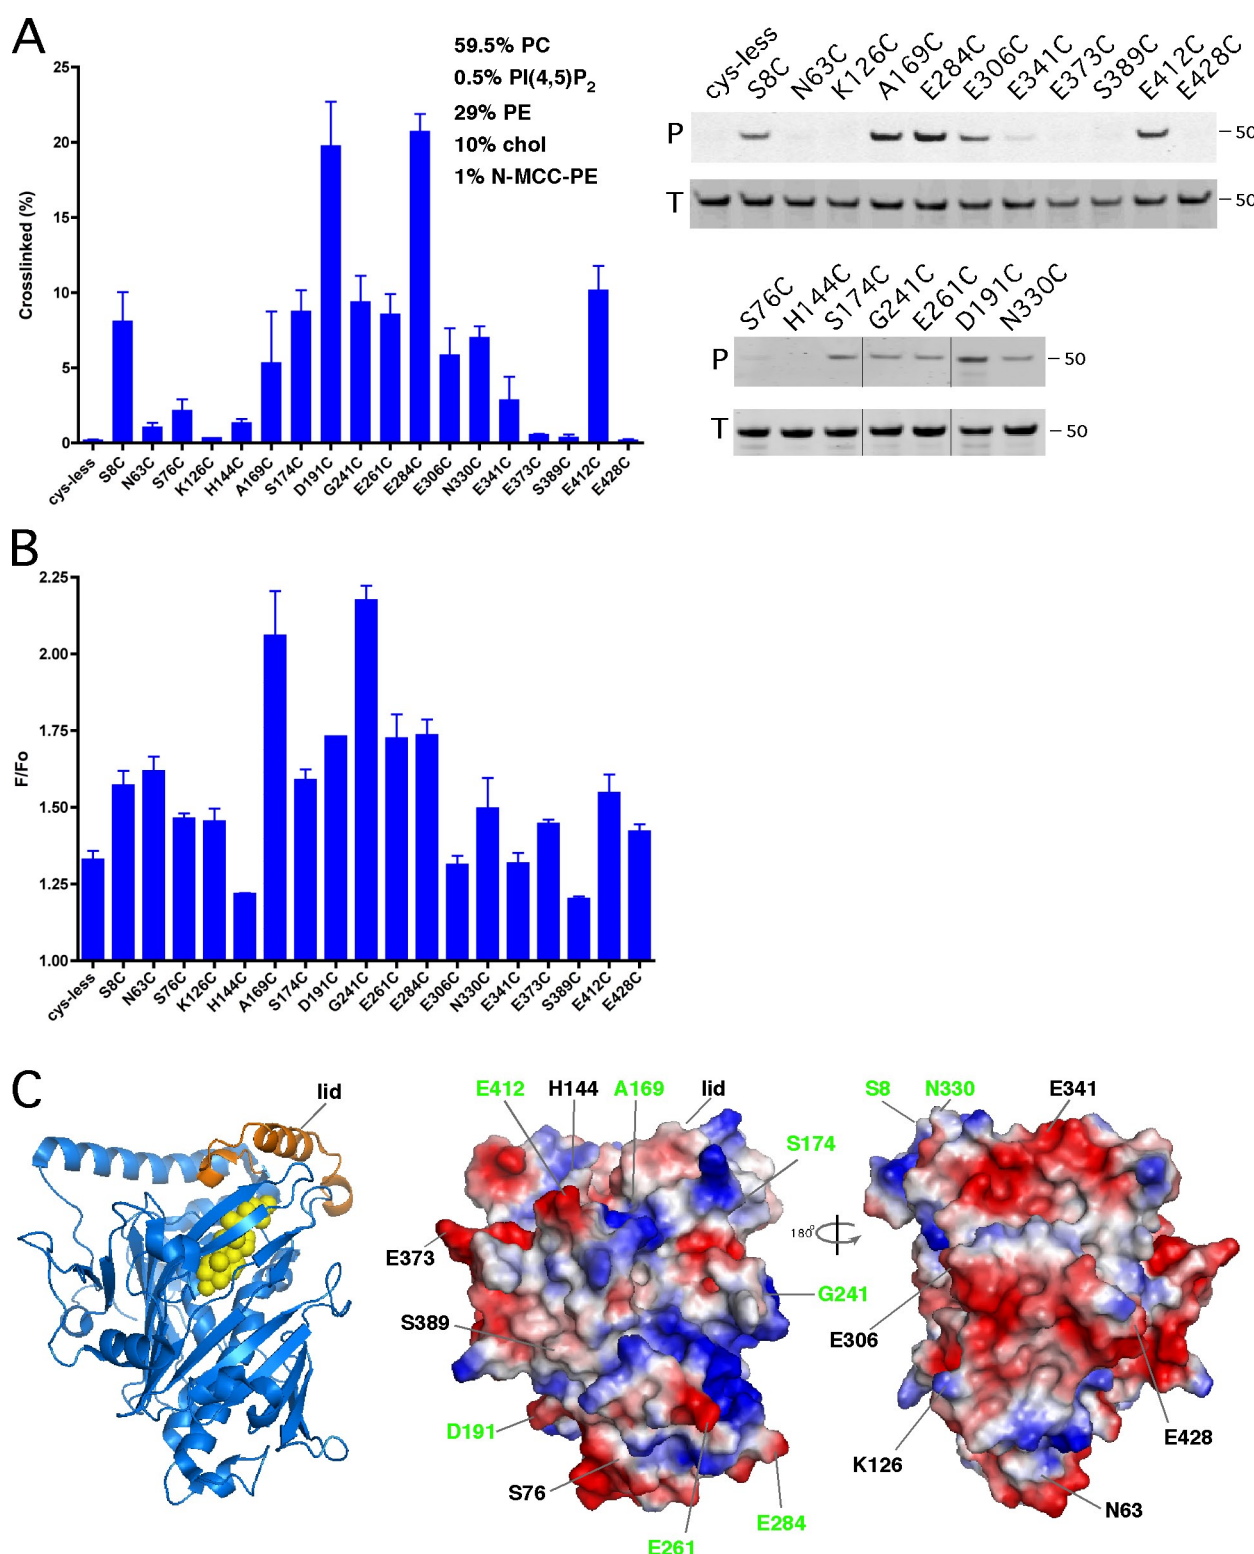 A
59.5% PC
0.5% PI(4,5)P2
29% PE
10% chol
1% N-MCC-PE
25
20
15
10
5
0
Crosslinked (%)
cys-less S8C N63C S76C K126C H144C A169C S174C D191C G241C E261C E284C E306C N330C E341C E373C S389C E412C E428C
cys-less S8C N63C K126C A169C E284C E306C E341C E373C S389C E412C E428C
P 50
T 50
S76C H144C S174C G241C E261C D191C N330C
P 50
T 50
B
2.25
2.00
1.75
1.50
1.25
1.00
F/Fo
cys-less S8C N63C S76C K126C H144C A169C S174C D191C G241C E261C E284C E306C N330C E341C E373C S389C E412C E428C
C
lid
E412 H144 A169 lid
S174
E373
S389
G241
D191
S76
E261
E284
180°
S8 N330 E341
E306
K126
E428
N63